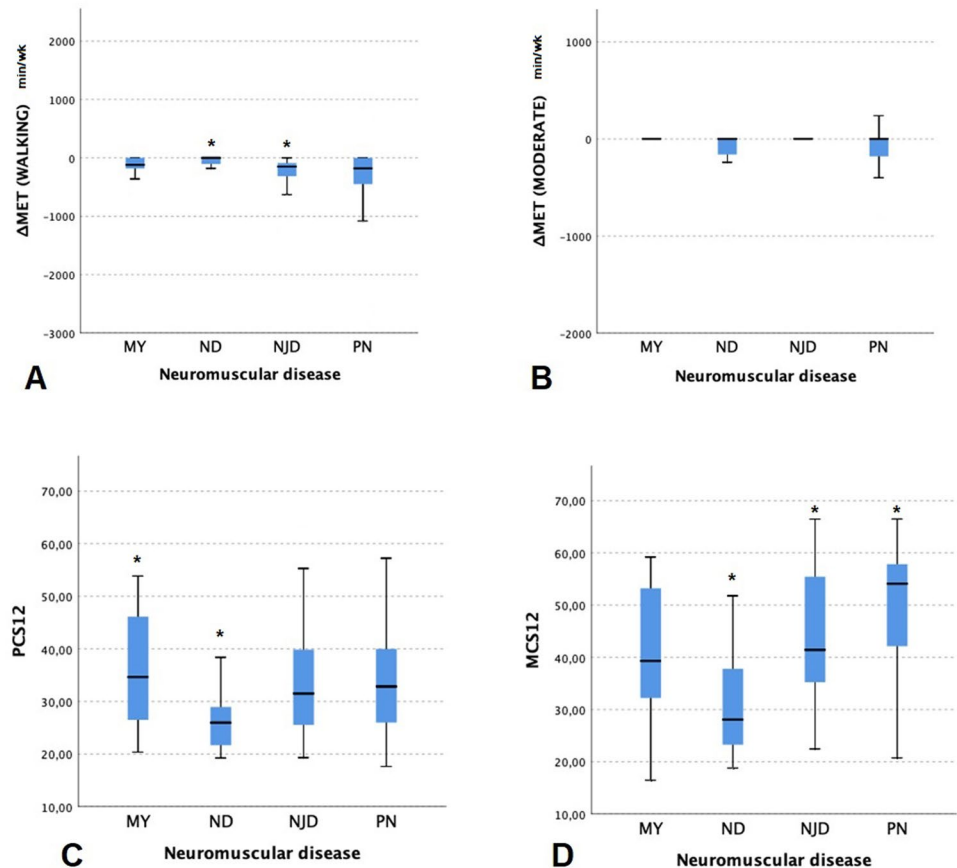 ΔMET (WALKING) min/wk
2000
1000
0
-1000
-2000
-3000
*
*
MY ND NJD PN
Neuromuscular disease
A
ΔMET (MODERATE) min/wk
1000
0
-1000
-2000
MY ND NJD PN
Neuromuscular disease
B
PCS12
70,00
60,00
50,00
40,00
30,00
20,00
10,00
*
*
MY ND NJD PN
Neuromuscular disease
C
MCS12
70,00
60,00
50,00
40,00
30,00
20,00
10,00
*
*
*
MY ND NJD PN
Neuromuscular disease
D